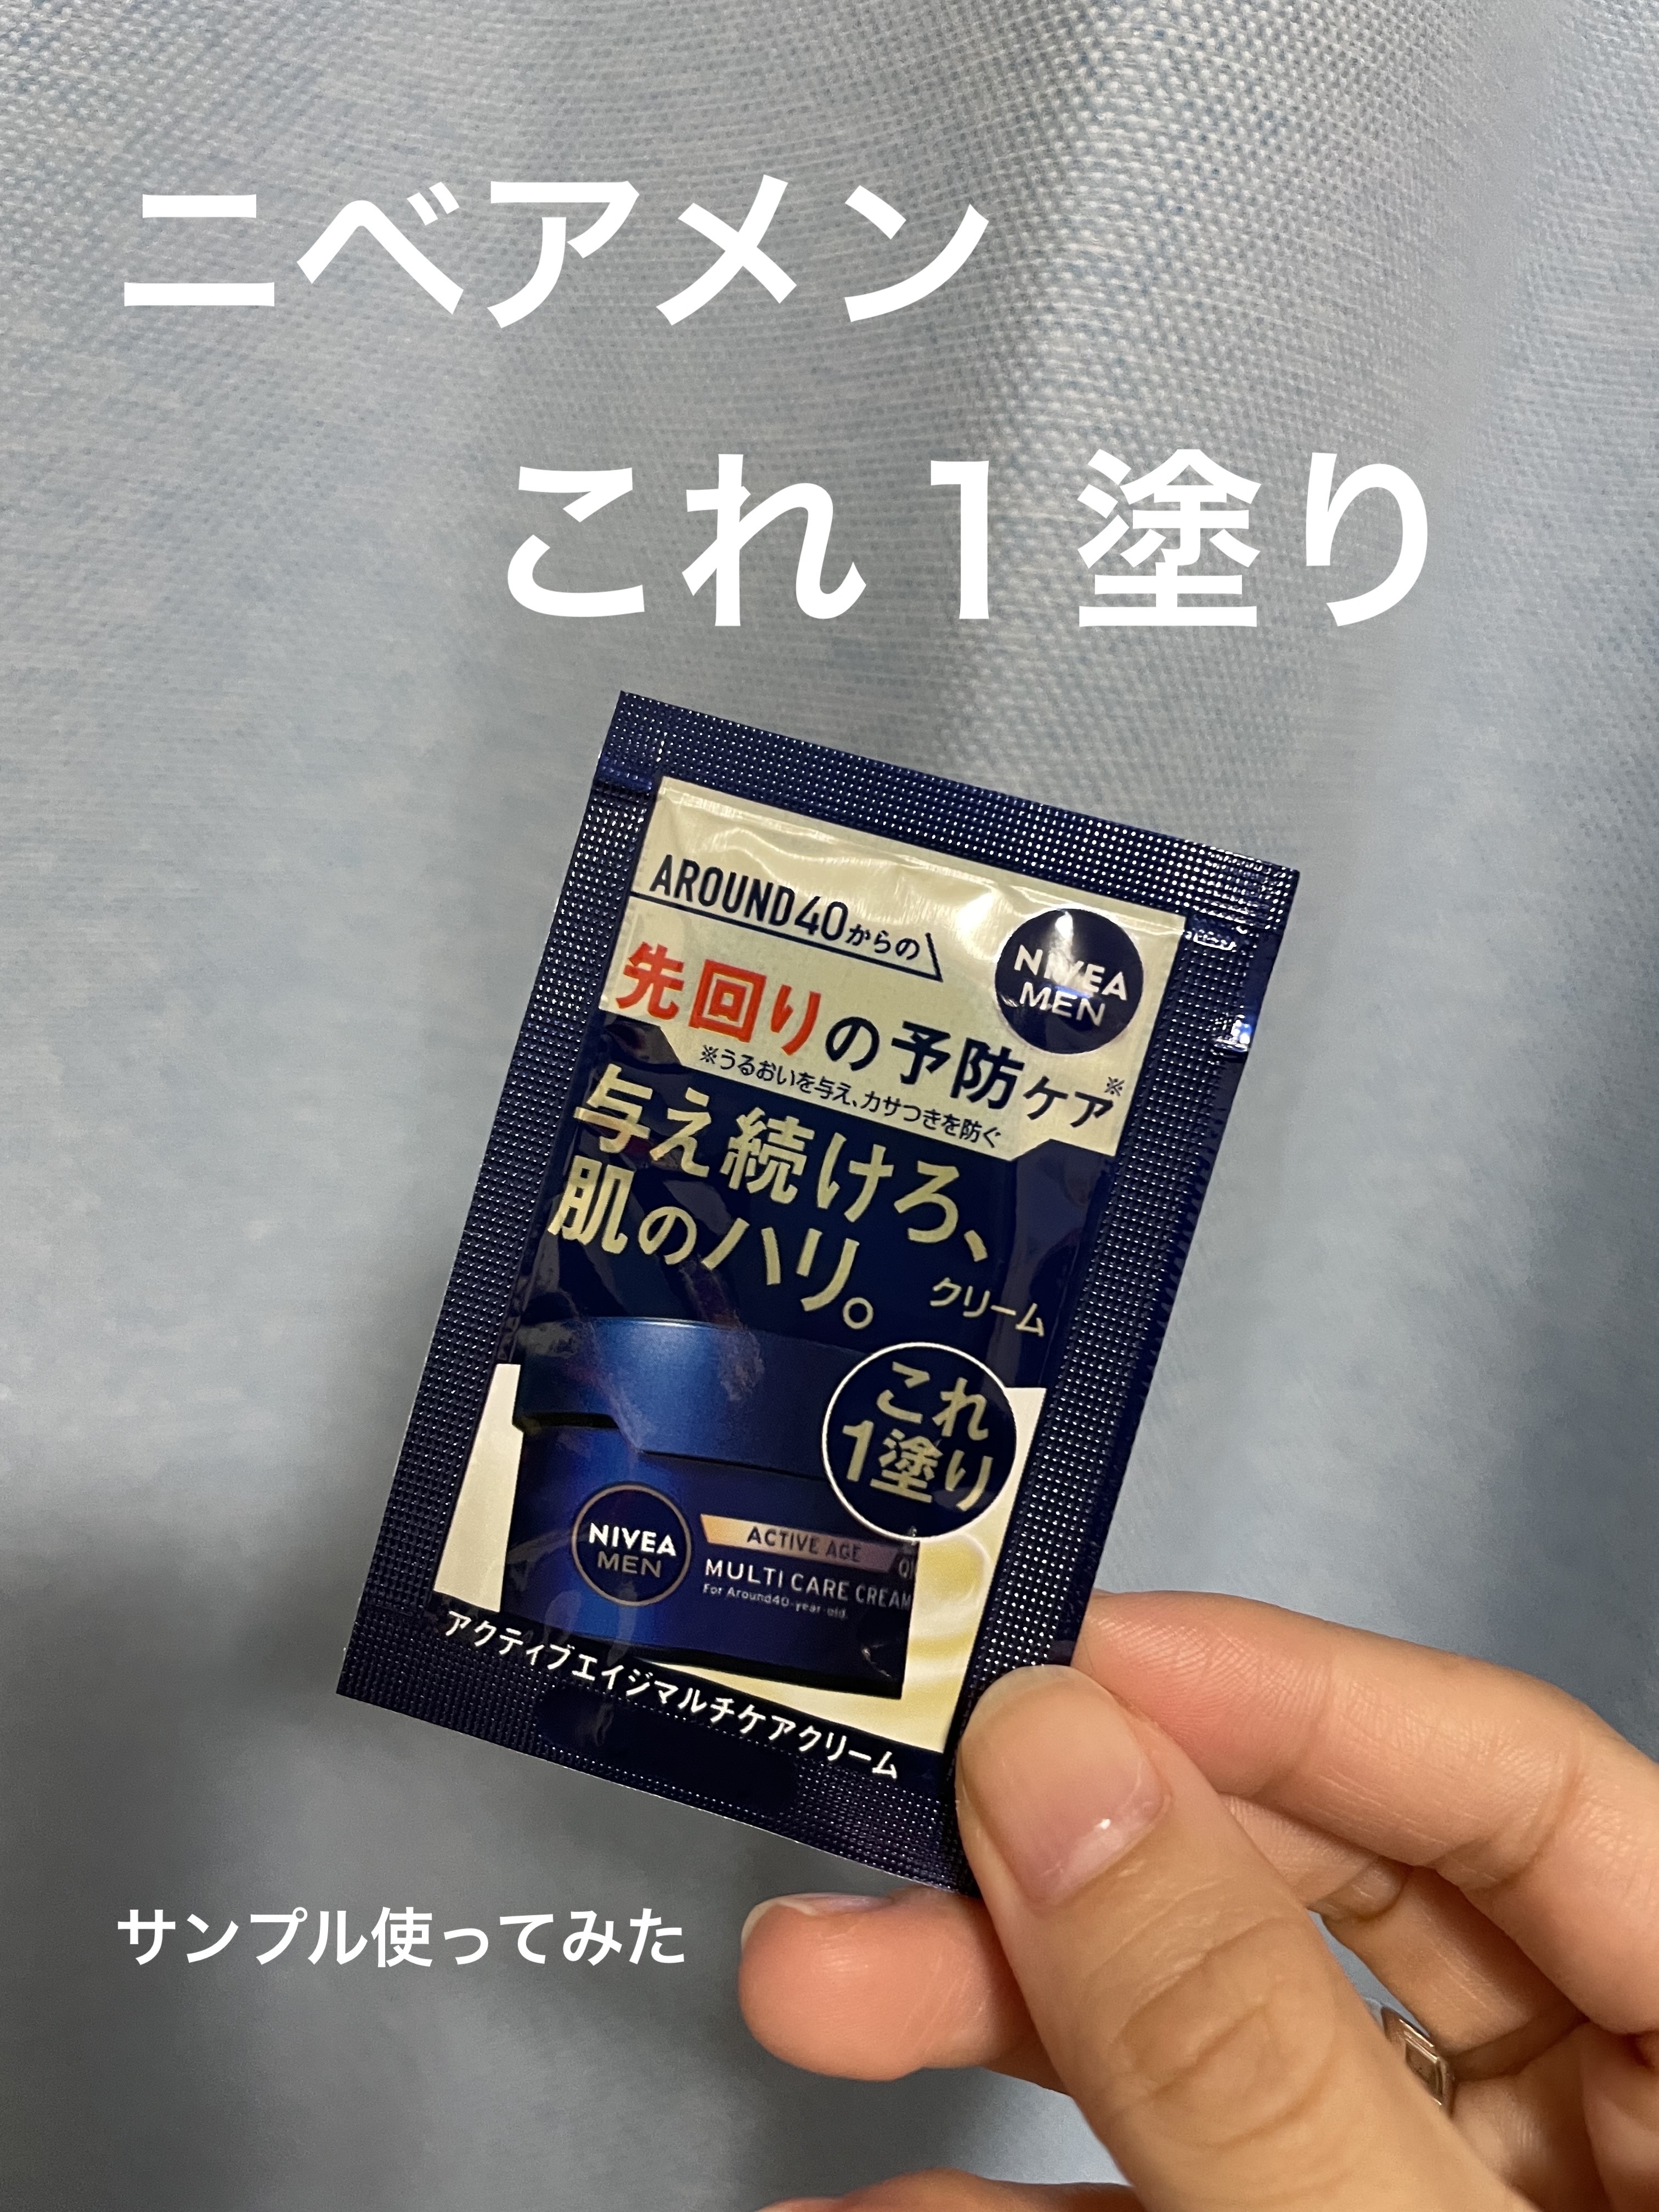 ニベアメン
これ1塗り
AROUND40からの
NIVEA
MEN
先回りの予防ケア※
※うるおいを与え、カサつきを防ぐ
与え続けろ、
肌のハリ。
クリーム
これ
1塗り
NIVEA
MEN
ACTIVE AGE
MULTI CARE CREAM
For Around40-year-old
アクティブエイジマルチケアクリーム
サンプル使ってみた